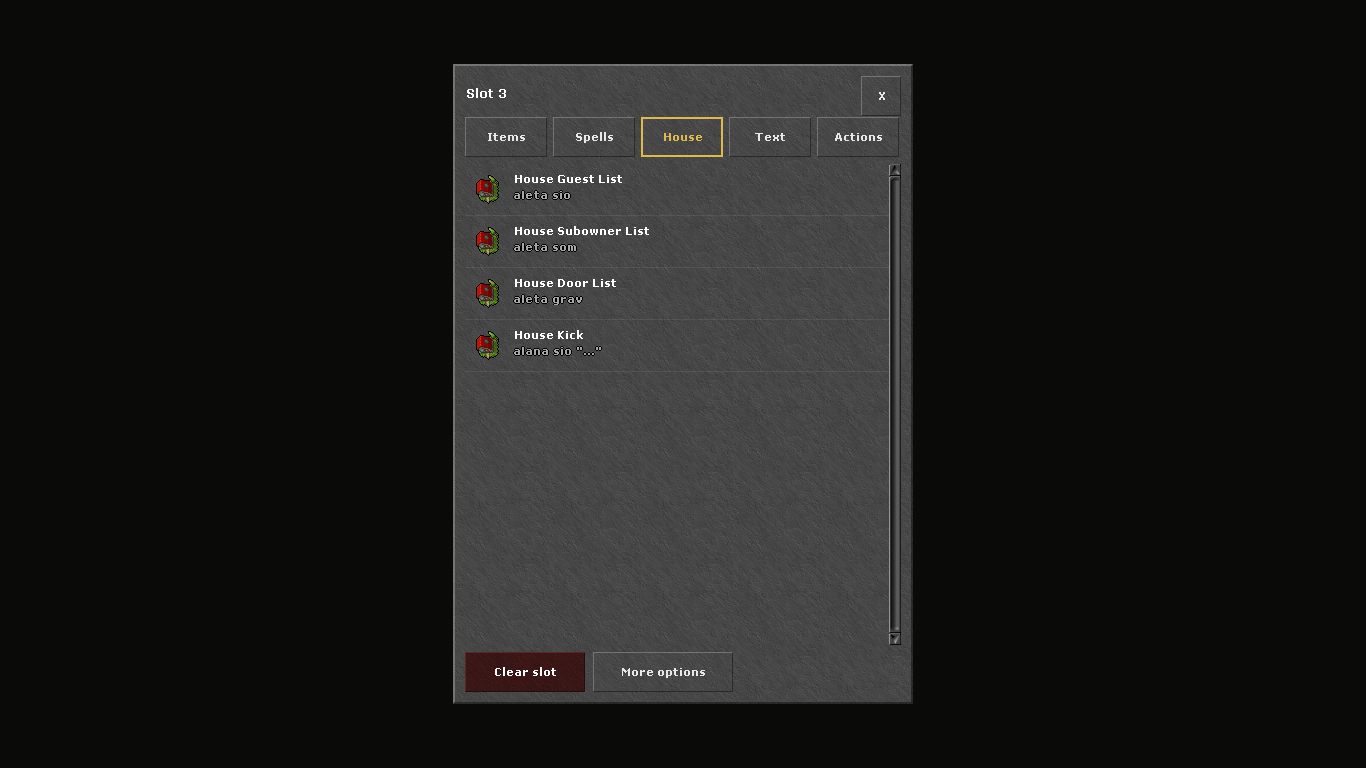 Slot 3
X
Items
Spells
House
Text
Actions
House Guest List
aleta sio
House Subowner List
aleta som
House Door List
aleta grav
House Kick
alana sio "..."
Clear slot
More options